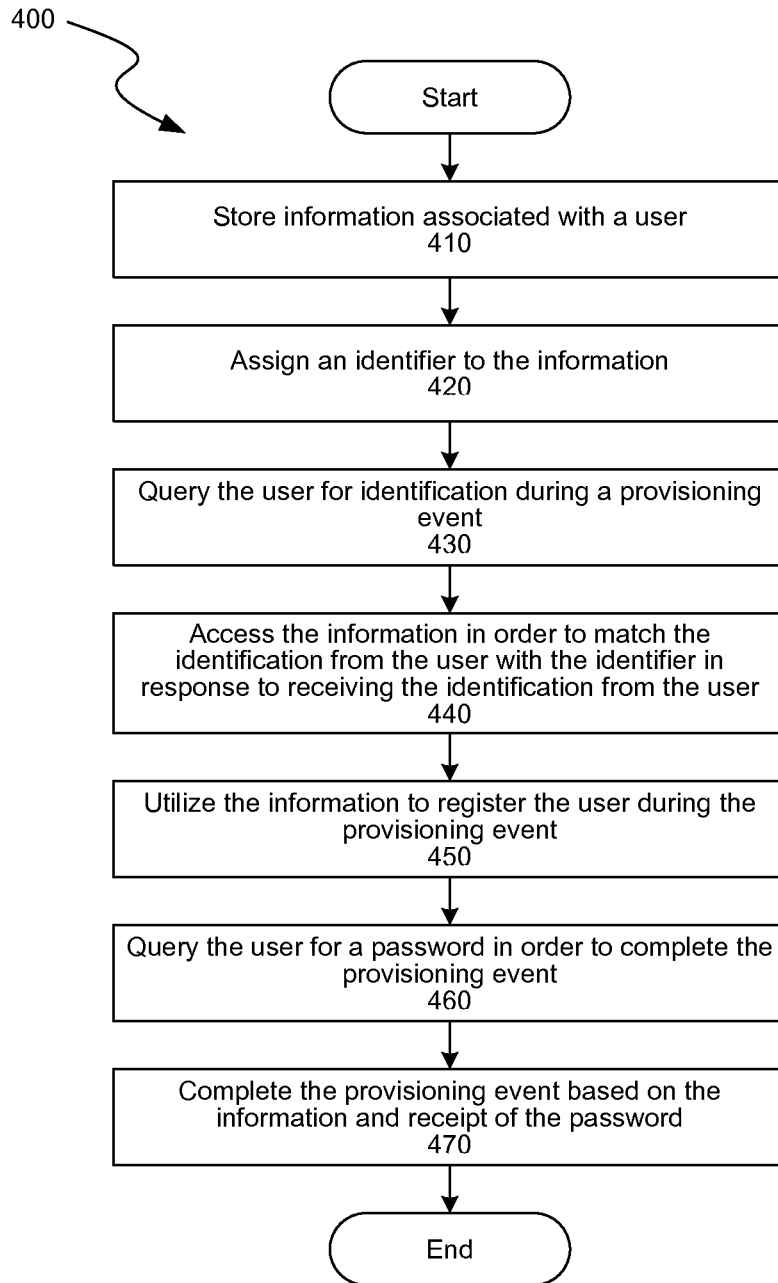 400
Start
Store information associated with a user
410
Assign an identifier to the information
420
Query the user for identification during a provisioning
event
430
Access the information in order to match the
identification from the user with the identifier in
response to receiving the identification from the user
440
Utilize the information to register the user during the
provisioning event
450
Query the user for a password in order to complete the
provisioning event
460
Complete the provisioning event based on the
information and receipt of the password
470
End